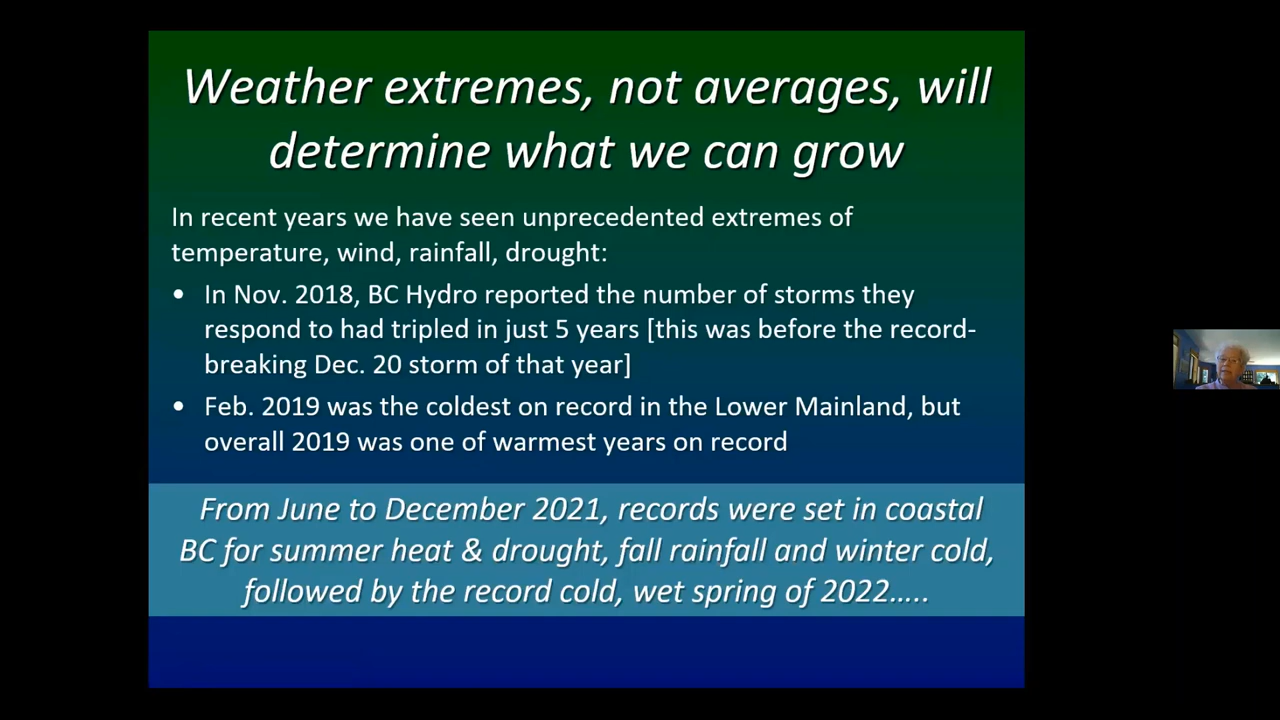 Weather extremes, not averages, will
determine what we can grow
In recent years we have seen unprecedented extremes of
temperature, wind, rainfall, drought:
• In Nov. 2018, BC Hydro reported the number of storms they
respond to had tripled in just 5 years [this was before the record-
breaking Dec. 20 storm of that year]
• Feb. 2019 was the coldest on record in the Lower Mainland, but
overall 2019 was one of warmest years on record
From June to December 2021, records were set in coastal
BC for summer heat & drought, fall rainfall and winter cold,
followed by the record cold, wet spring of 2022…..